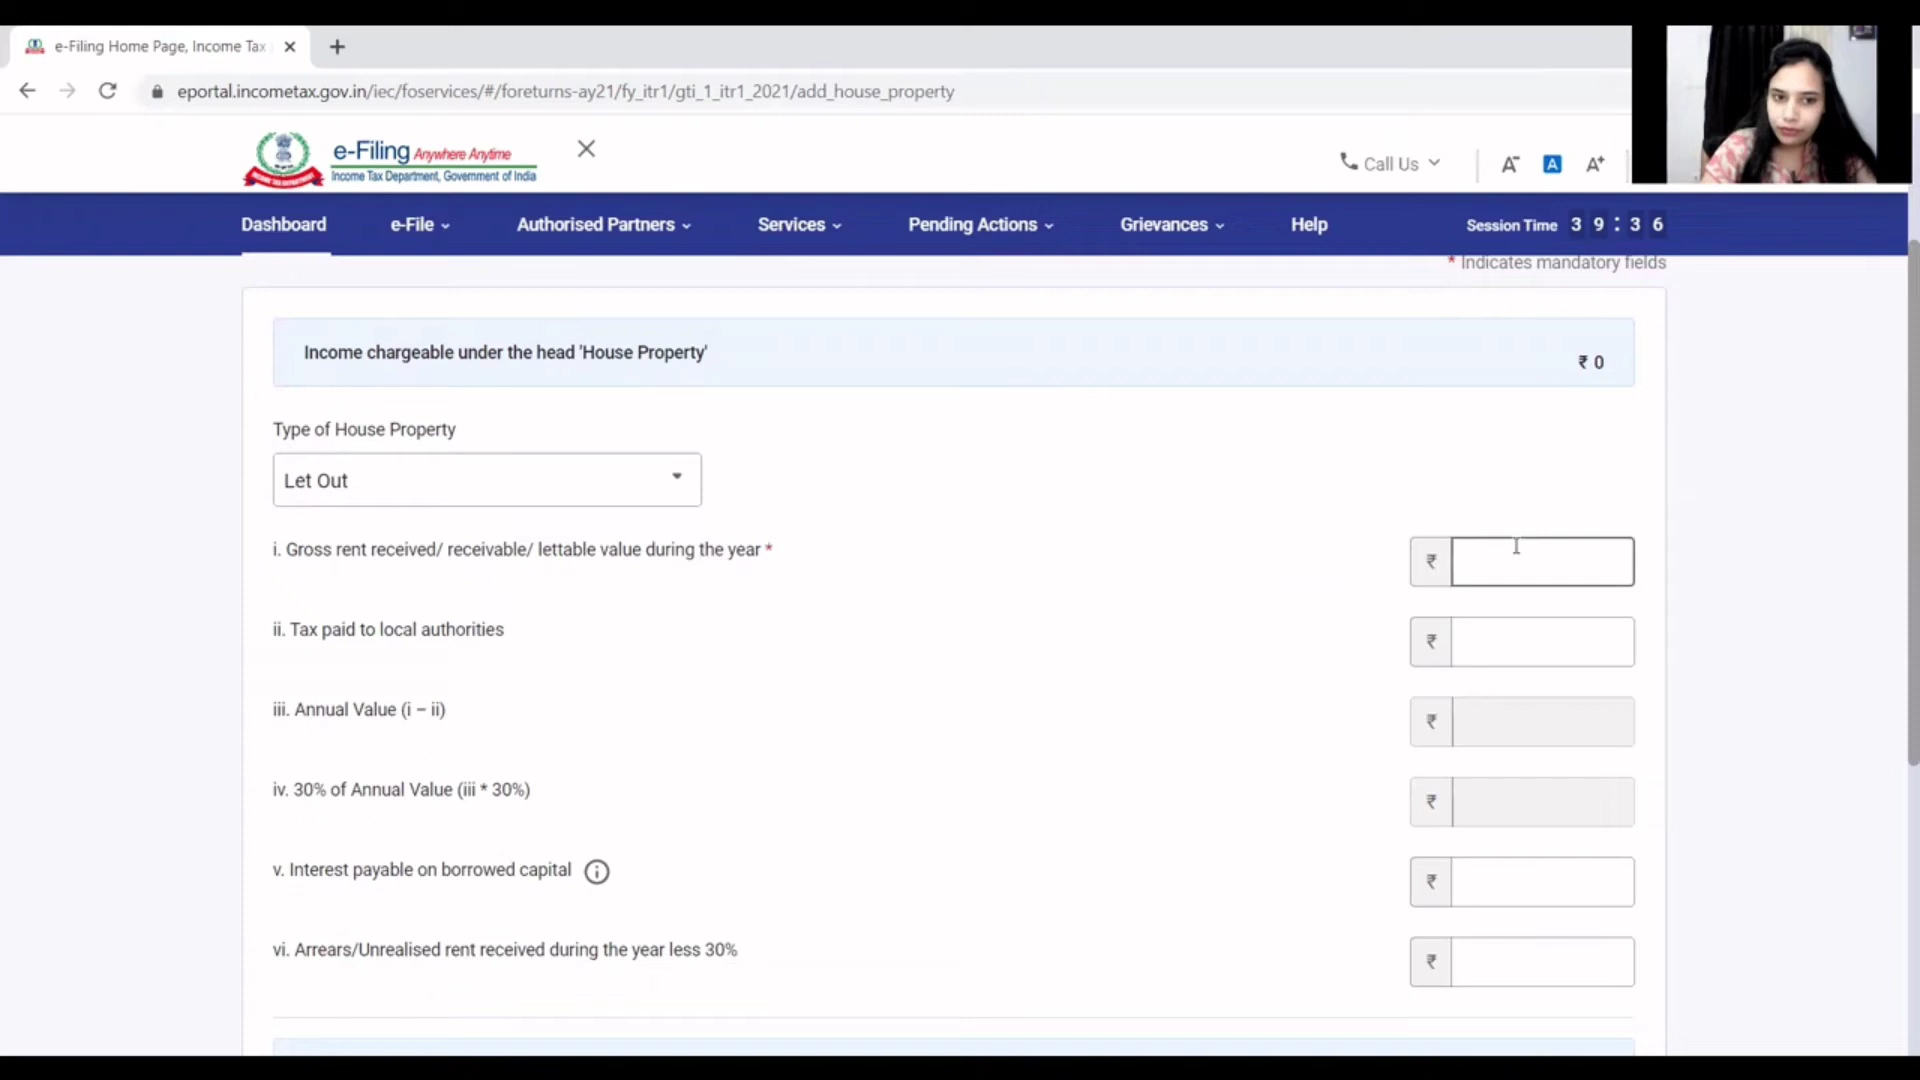 e-Filing Home Page, Income Tax
eportal.incometax.gov.in/iec/foservices/#/foreturns-ay21/fy_itr1/gti_1_itr1_2021/add_house_property
e-Filing Anywhere Anytime
Income Tax Department, Government of India
Call Us
A-
A
A+
Dashboard
e-File
Authorised Partners
Services
Pending Actions
Grievances
Help
Session Time 3 9 : 3 6
* Indicates mandatory fields
Income chargeable under the head 'House Property'
₹ 0
Type of House Property
Let Out
i. Gross rent received/ receivable/ lettable value during the year *
₹
ii. Tax paid to local authorities
₹
iii. Annual Value (i – ii)
₹
iv. 30% of Annual Value (iii * 30%)
₹
v. Interest payable on borrowed capital
₹
vi. Arrears/Unrealised rent received during the year less 30%
₹